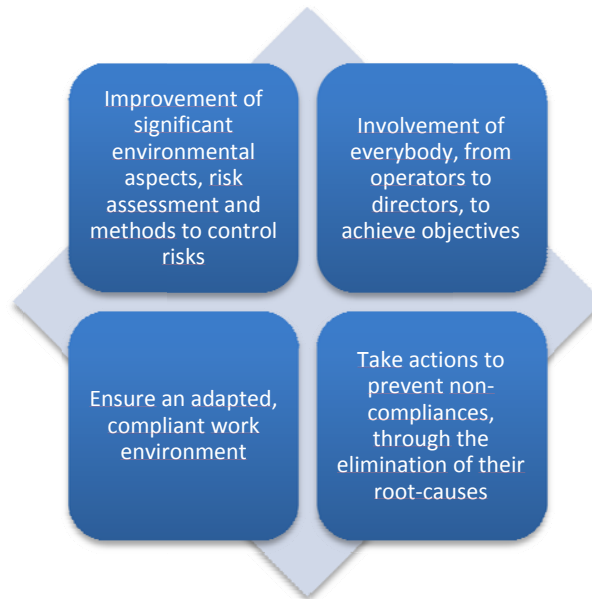 Improvement of
significant
environmental
aspects, risk
assessment and
methods to control
risks
Involvement of
everybody, from
operators to
directors, to
achieve objectives
Ensure an adapted,
compliant work
environment
Take actions to
prevent non-
compliances,
through the
elimination of their
root-causes